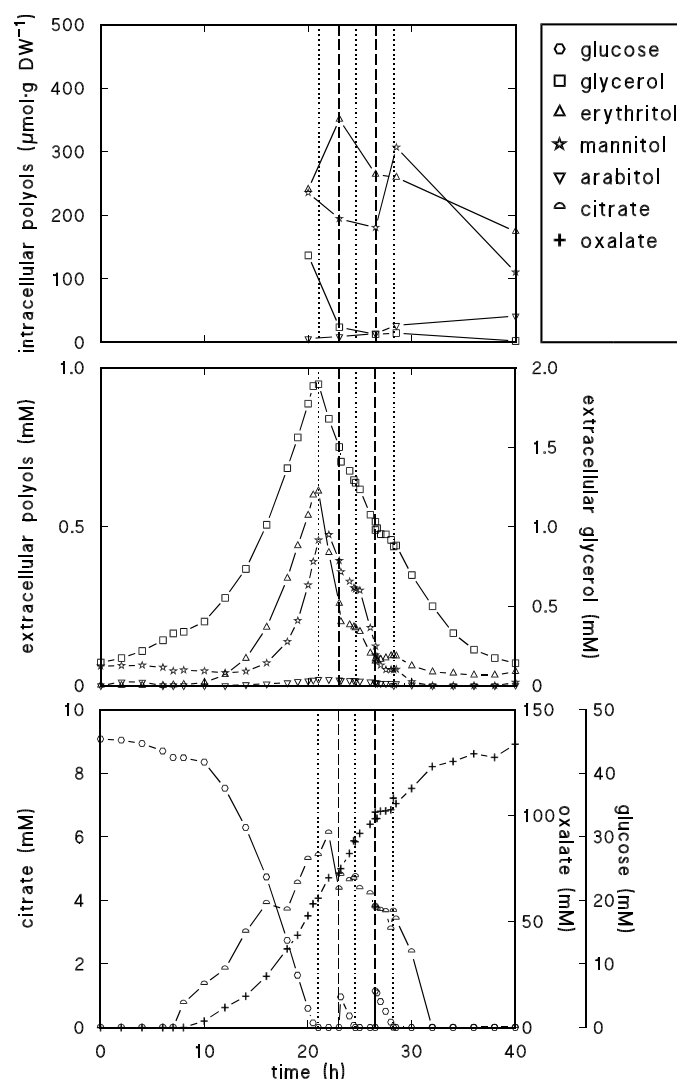 500
400
300
200
100
0
intracellular polyols (μmol·g DW⁻¹)
glucose
glycerol
erythritol
mannitol
arabitol
citrate
oxalate
1.0
0.5
0
extracellular polyols (mM)
2.0
1.5
1.0
0.5
0
extracellular glycerol (mM)
10
8
6
4
2
0
citrate (mM)
150
100
50
0
oxalate (mM)
50
40
30
20
10
0
glucose (mM)
0 10 20 30 40
time (h)